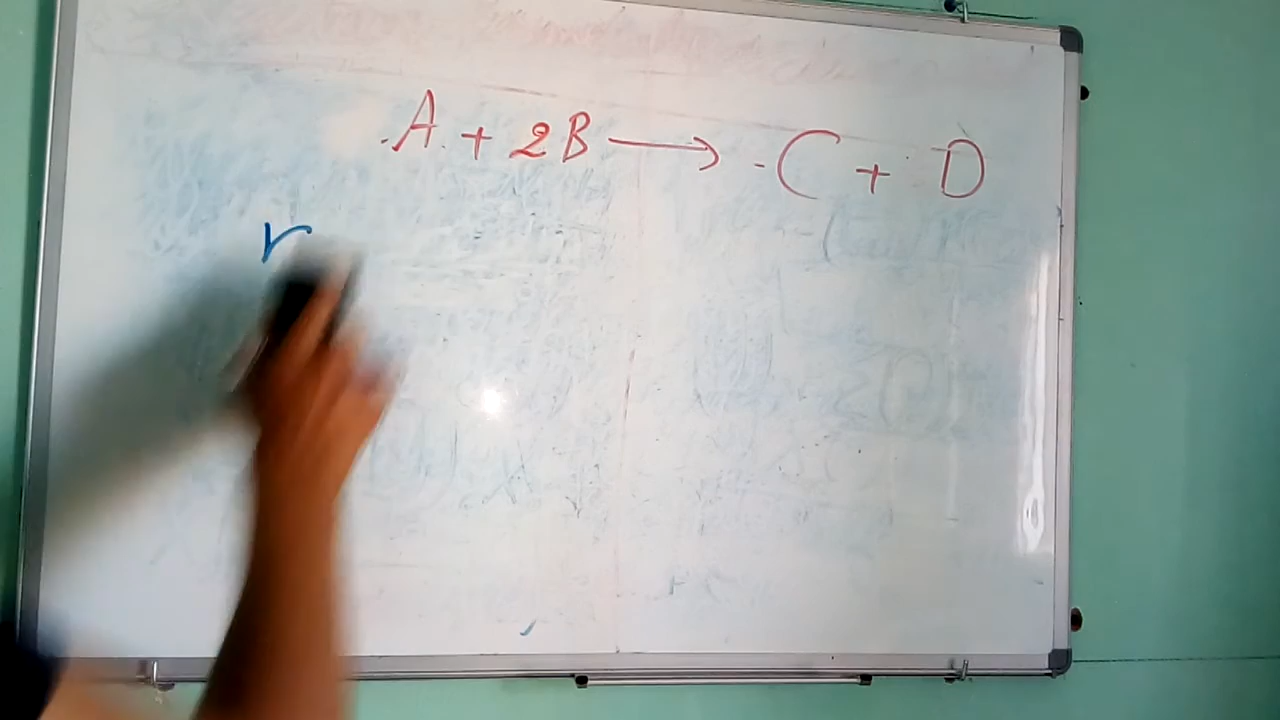 A + 2B ⟶ C + D
r